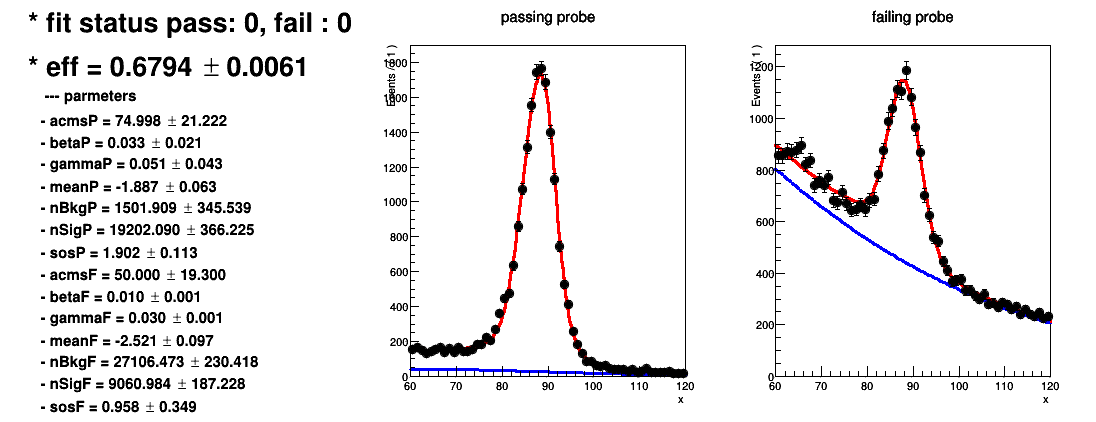 * fit status pass: 0, fail : 0
* eff = 0.6794 ± 0.0061
--- parmeters
- acmsP = 74.998 ± 21.222
- betaP = 0.033 ± 0.021
- gammaP = 0.051 ± 0.043
- meanP = -1.887 ± 0.063
- nBkgP = 1501.909 ± 345.539
- nSigP = 19202.090 ± 366.225
- sosP = 1.902 ± 0.113
- acmsF = 50.000 ± 19.300
- betaF = 0.010 ± 0.001
- gammaF = 0.030 ± 0.001
- meanF = -2.521 ± 0.097
- nBkgF = 27106.473 ± 230.418
- nSigF = 9060.984 ± 187.228
- sosF = 0.958 ± 0.349
passing probe
Events / ( 1 )
1800
1600
1400
1200
1000
800
600
400
200
0
60 70 80 90 100 110 120
x
failing probe
Events / ( 1 )
1200
1000
800
600
400
200
0
60 70 80 90 100 110 120
x